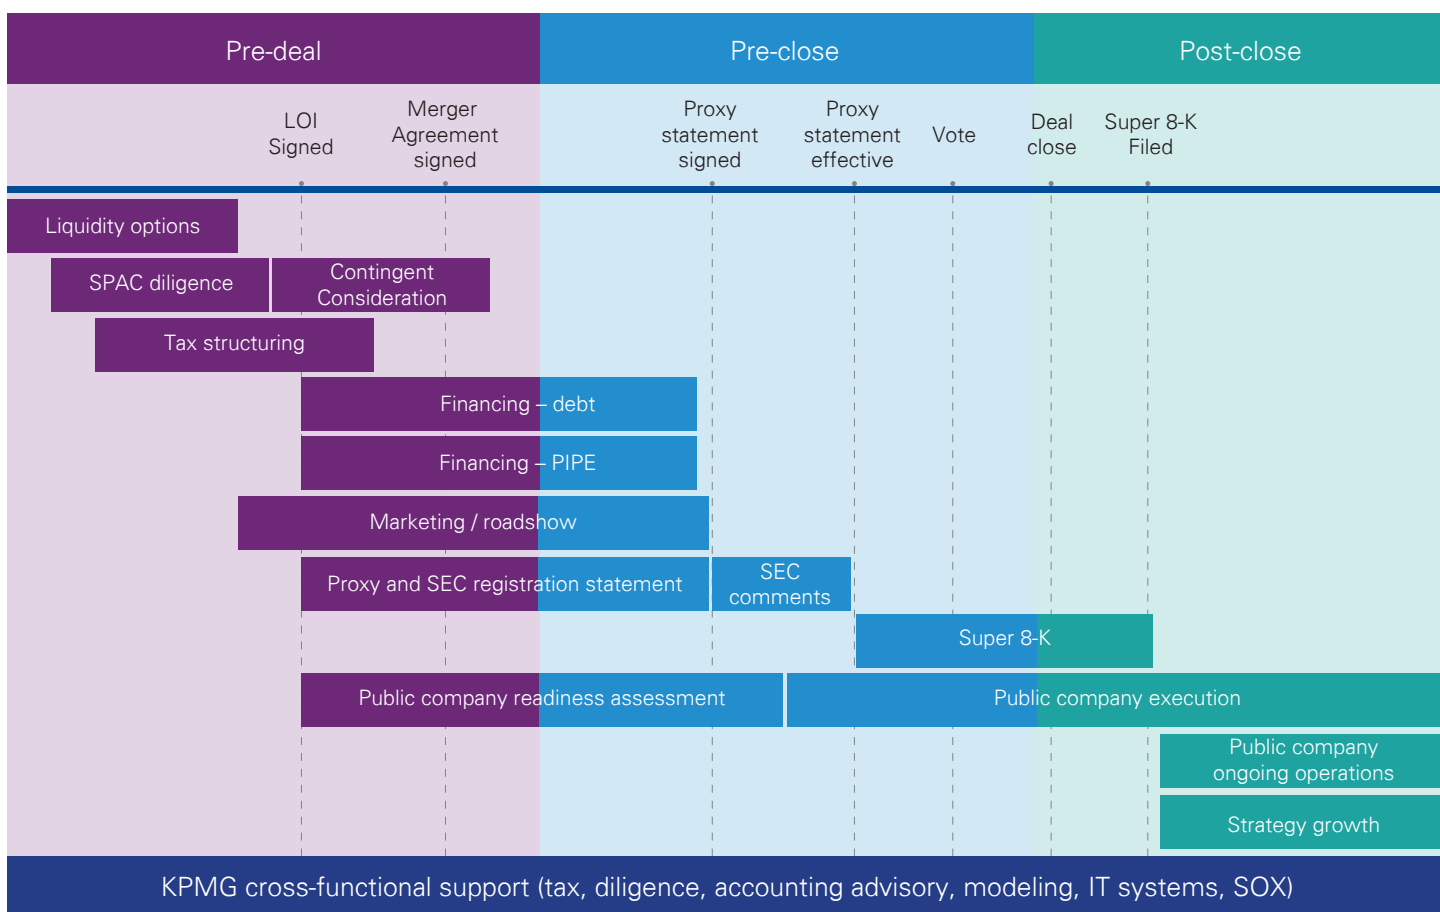 Pre-deal
Pre-close
Post-close
LOI
Signed
Merger
Agreement
signed
Proxy
statement
signed
Proxy
statement
effective
Vote
Deal
close
Super 8-K
Filed
Liquidity options
SPAC diligence
Contingent
Consideration
Tax structuring
Financing – debt
Financing – PIPE
Marketing / roadshow
Proxy and SEC registration statement
SEC
comments
Super 8-K
Public company readiness assessment
Public company execution
Public company
ongoing operations
Strategy growth
KPMG cross-functional support (tax, diligence, accounting advisory, modeling, IT systems, SOX)